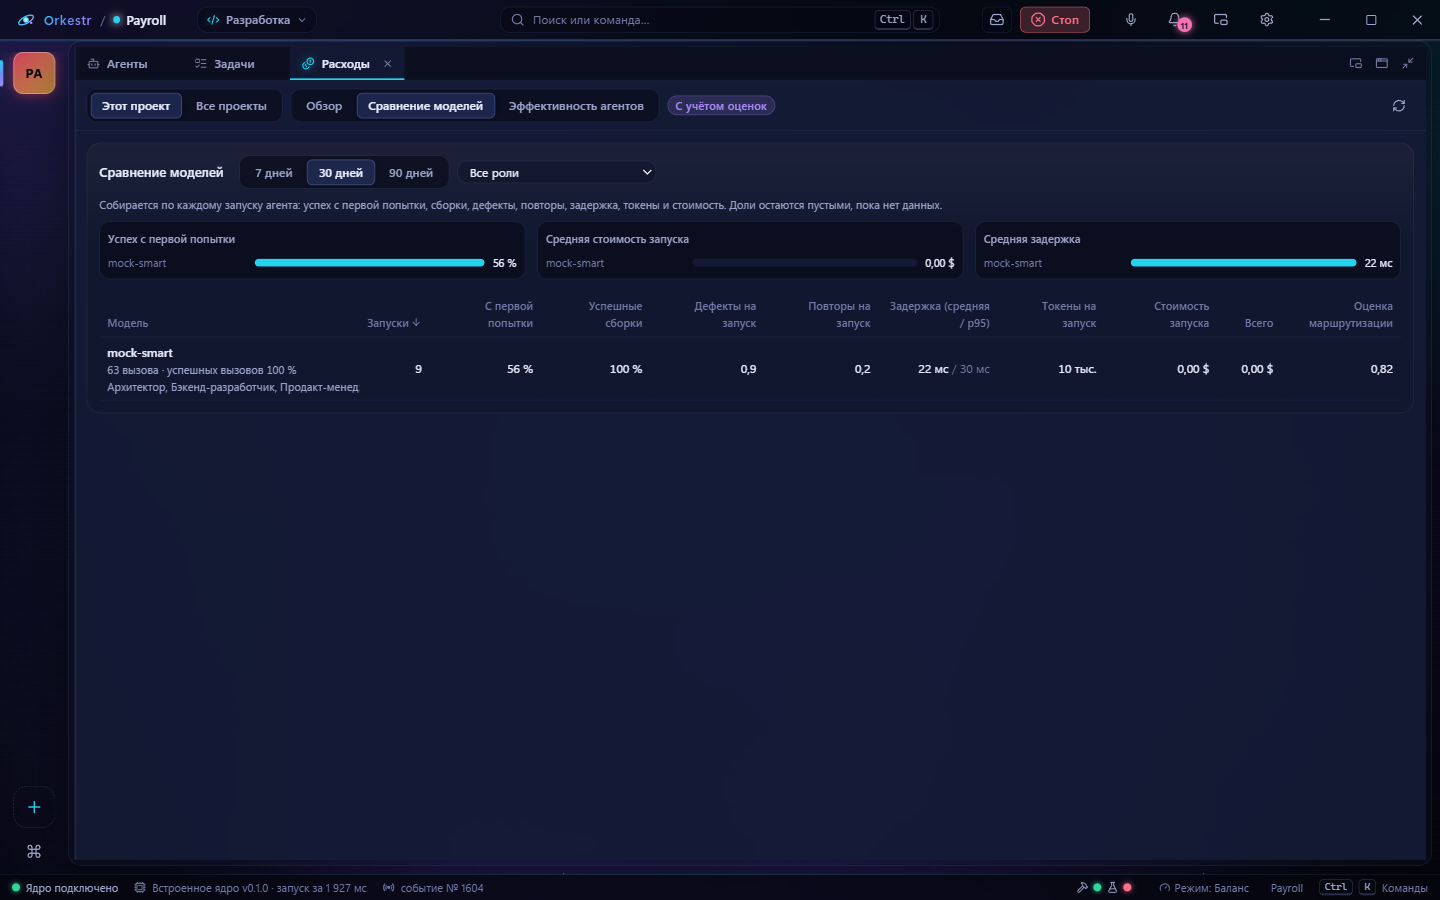 Orkestr / Payroll
Разработка
Поиск или команда...
Ctrl K
Стоп
11
PA
Агенты
Задачи
Расходы
Этот проект
Все проекты
Обзор
Сравнение моделей
Эффективность агентов
С учётом оценок
Сравнение моделей
7 дней
30 дней
90 дней
Все роли
Собирается по каждому запуску агента: успех с первой попытки, сборки, дефекты, повторы, задержка, токены и стоимость. Доли остаются пустыми, пока нет данных.
Успех с первой попытки
mock-smart 56 %
Средняя стоимость запуска
mock-smart 0,00 $
Средняя задержка
mock-smart 22 мс
Модель
Запуски ↓
С первой
попытки
Успешные
сборки
Дефекты на
запуск
Повторы на
запуск
Задержка (средняя
/ p95)
Токены на
запуск
Стоимость
запуска
Всего
Оценка
маршрутизации
mock-smart
63 вызова · успешных вызовов 100 %
Архитектор, Бэкенд-разработчик, Продакт-менед
9
56 %
100 %
0,9
0,2
22 мс / 30 мс
10 тыс.
0,00 $
0,00 $
0,82
Ядро подключено
Встроенное ядро v0.1.0 · запуск за 1 927 мс
событие № 1604
Режим: Баланс
Payroll
Ctrl K Команды